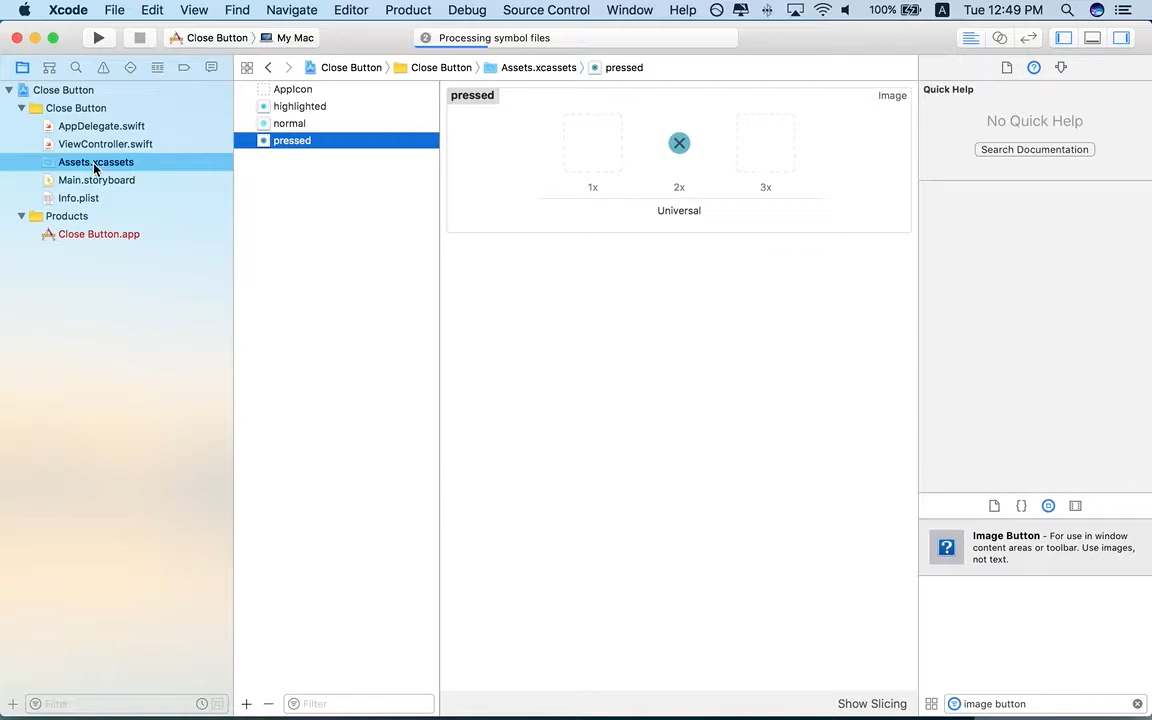 Xcode File Edit View Find Navigate Editor Product Debug Source Control Window Help 100% A Tue 12:49 PM
Close Button My Mac 2 Processing symbol files
Close Button Close Button Assets.xcassets pressed
Close Button
Close Button
AppDelegate.swift
ViewController.swift
Assets.xcassets
Main.storyboard
Info.plist
Products
Close Button.app
Filter
AppIcon
highlighted
normal
pressed
Filter
pressed Image
1x 2x 3x
Universal
Show Slicing
Quick Help
No Quick Help
Search Documentation
{}
Image Button - For use in window
content areas or toolbar. Use images,
not text.
image button